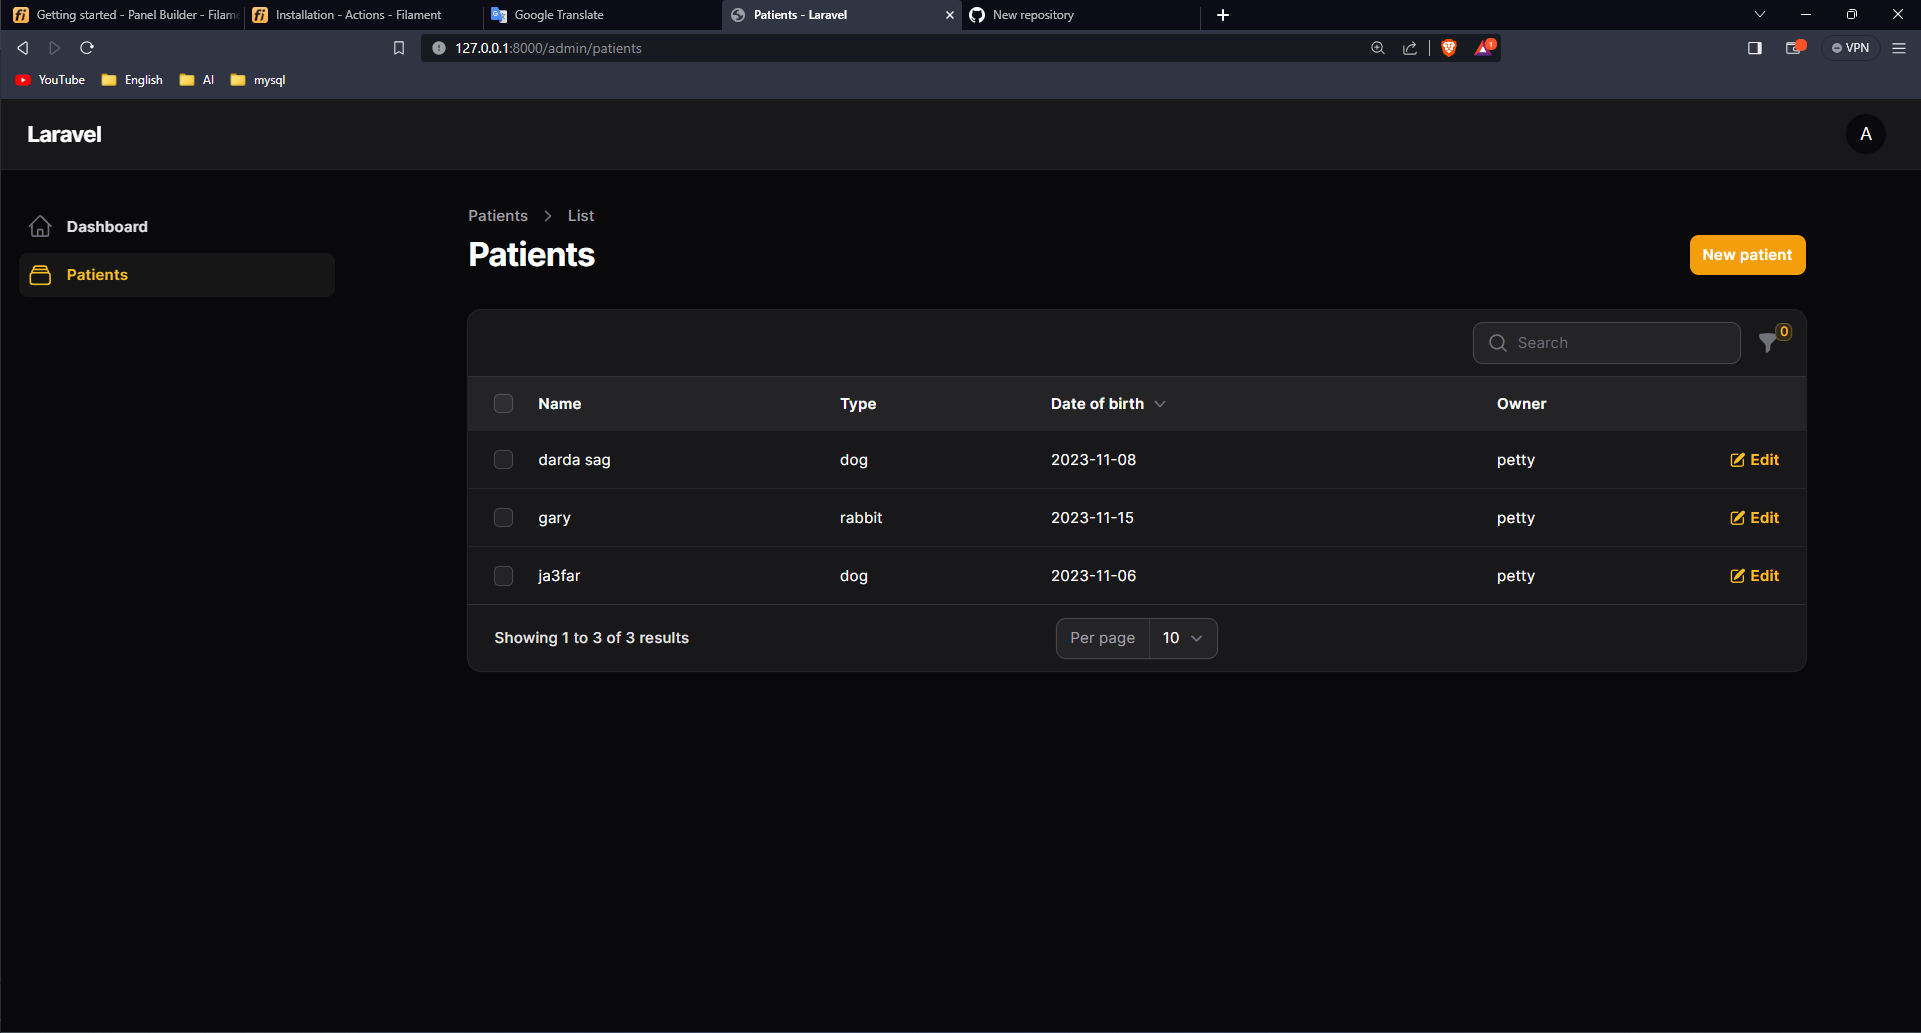 Getting started - Panel Builder - Filam
Installation - Actions - Filament
Google Translate
Patients - Laravel
New repository
127.0.0.1:8000/admin/patients
1
VPN
YouTube
English
AI
mysql
Laravel
A
Dashboard
Patients
Patients > List
Patients
New patient
Search
0
Name Type Date of birth Owner
darda sag dog 2023-11-08 petty Edit
gary rabbit 2023-11-15 petty Edit
ja3far dog 2023-11-06 petty Edit
Showing 1 to 3 of 3 results
Per page 10